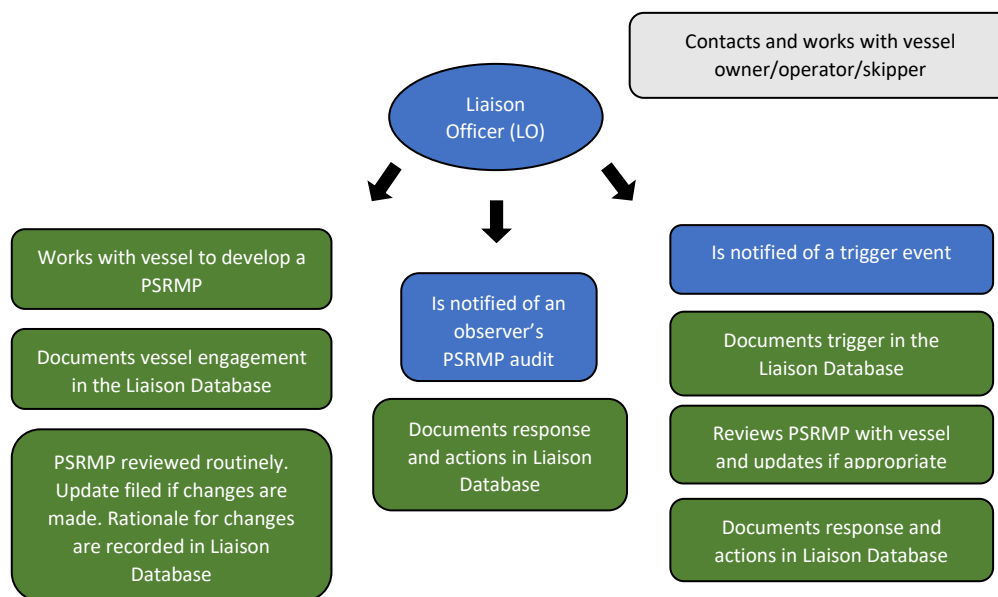 Contacts and works with vessel
owner/operator/skipper
Liaison
Officer (LO)
Works with vessel to develop a
PSRMP
Documents vessel engagement
in the Liaison Database
PSRMP reviewed routinely.
Update filed if changes are
made. Rationale for changes
are recorded in Liaison
Database
Is notified of an
observer’s
PSRMP audit
Documents response
and actions in Liaison
Database
Is notified of a trigger event
Documents trigger in the
Liaison Database
Reviews PSRMP with vessel
and updates if appropriate
Documents response and
actions in Liaison Database